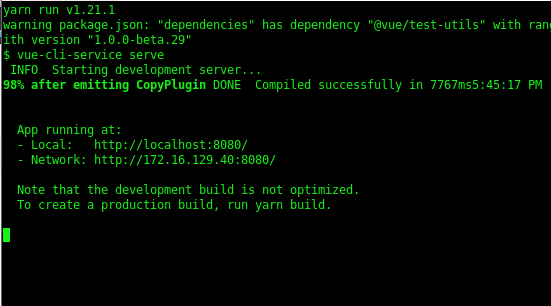 yarn run v1.21.1
warning package.json: "dependencies" has dependency "@vue/test-utils" with
ith version "1.0.0-beta.29"
$ vue-cli-service serve
INFO  Starting development server...
98% after emitting CopyPlugin DONE  Compiled successfully in 7767ms5:45:17 PM
App running at:
- Local:   http://localhost:8080/
- Network: http://172.16.129.40:8080/
Note that the development build is not optimized.
To create a production build, run yarn build.